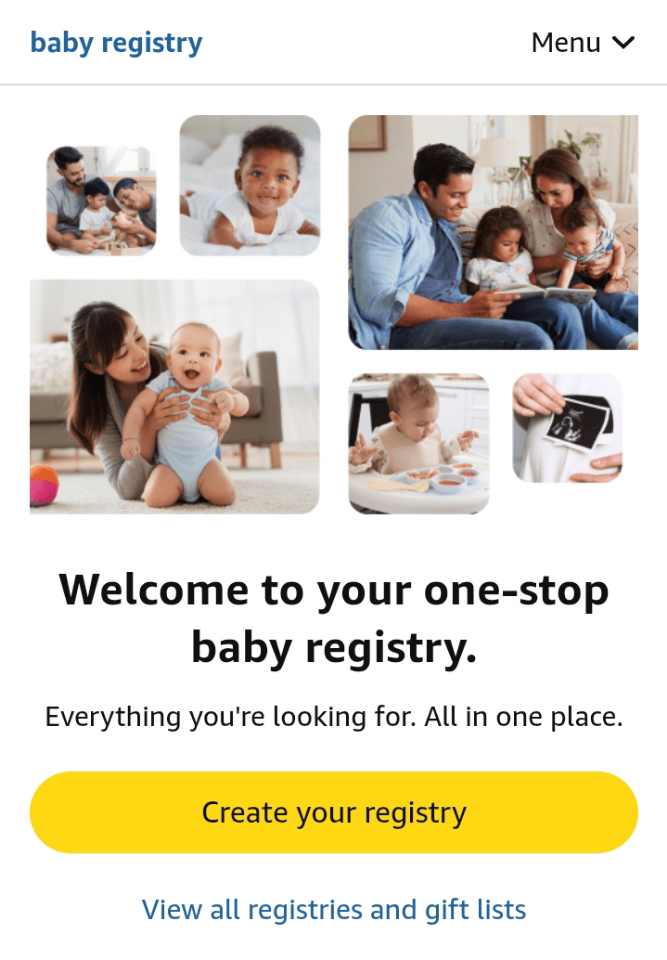 baby registry
Menu
Welcome to your one-stop
baby registry.
Everything you're looking for. All in one place.
Create your registry
View all registries and gift lists